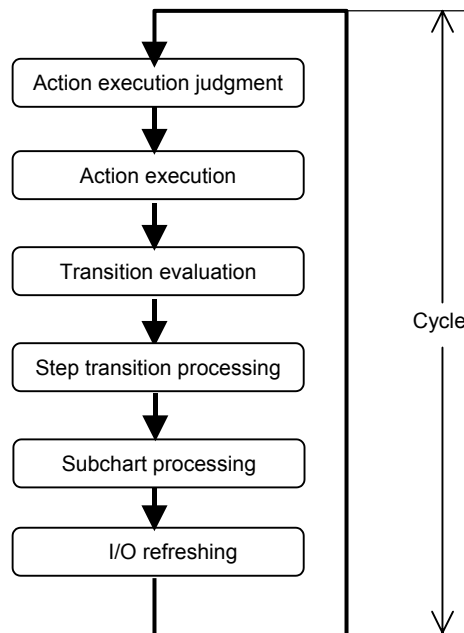 Action execution judgment
Action execution
Transition evaluation
Step transition processing
Subchart processing
I/O refreshing
Cycle